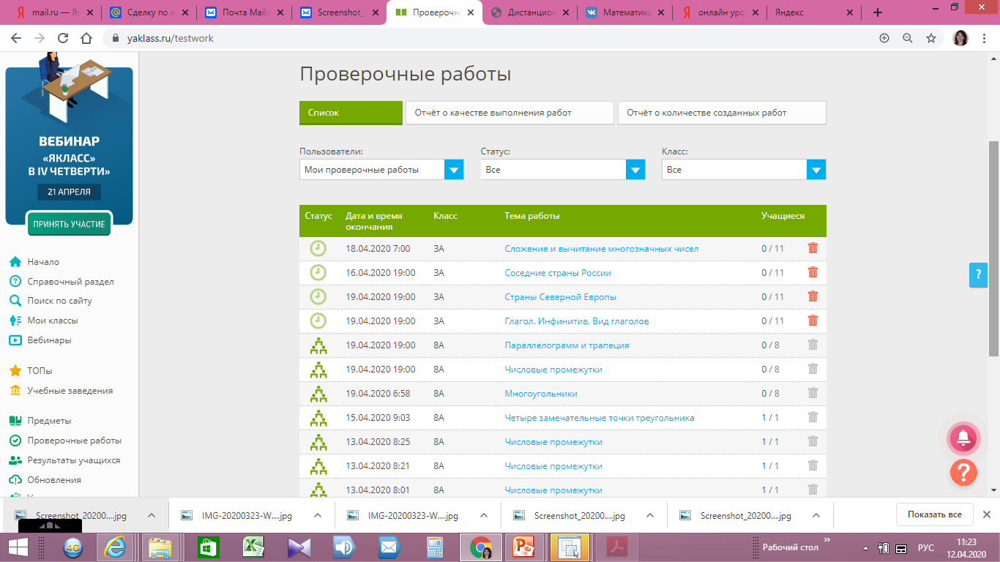 mail.ru — Я
Сделку по н
Почта Mail.r
Screenshot_
Проверочн
Дистанцион
Математика
онлайн уро
Яндекс
yaklass.ru/testwork
ВЕБИНАР
«ЯКЛАСС»
В IV ЧЕТВЕРТИ»
21 АПРЕЛЯ
ПРИНЯТЬ УЧАСТИЕ
Начало
Справочный раздел
Поиск по сайту
Мои классы
Вебинары
ТОПы
Учебные заведения
Предметы
Проверочные работы
Результаты учащихся
Обновления
Проверочные работы
Список
Отчёт о качестве выполнения работ
Отчёт о количестве созданных работ
Пользователи:
Статус:
Класс:
Мои проверочные работы
Все
Все
Статус Дата и время окончания Класс Тема работы Учащиеся
18.04.2020 7:00 3А Сложение и вычитание многозначных чисел 0 / 11
16.04.2020 19:00 3А Соседние страны России 0 / 11
19.04.2020 19:00 3А Страны Северной Европы 0 / 11
19.04.2020 19:00 3А Глагол. Инфинитив. Вид глаголов 0 / 11
19.04.2020 19:00 8А Параллелограмм и трапеция 0 / 8
19.04.2020 19:00 8А Числовые промежутки 0 / 8
19.04.2020 6:58 8А Многоугольники 0 / 8
15.04.2020 9:03 8А Четыре замечательные точки треугольника 1 / 1
13.04.2020 8:25 8А Числовые промежутки 1 / 1
13.04.2020 8:21 8А Числовые промежутки 1 / 1
13.04.2020 8:01 8А Числовые промежутки 1 / 1
?
?
Screenshot_20200....jpg
IMG-20200323-W....jpg
IMG-20200323-W....jpg
Screenshot_20200....jpg
Screenshot_20200....jpg
Показать все
4G
Рабочий стол
РУС
11:23
12.04.2020